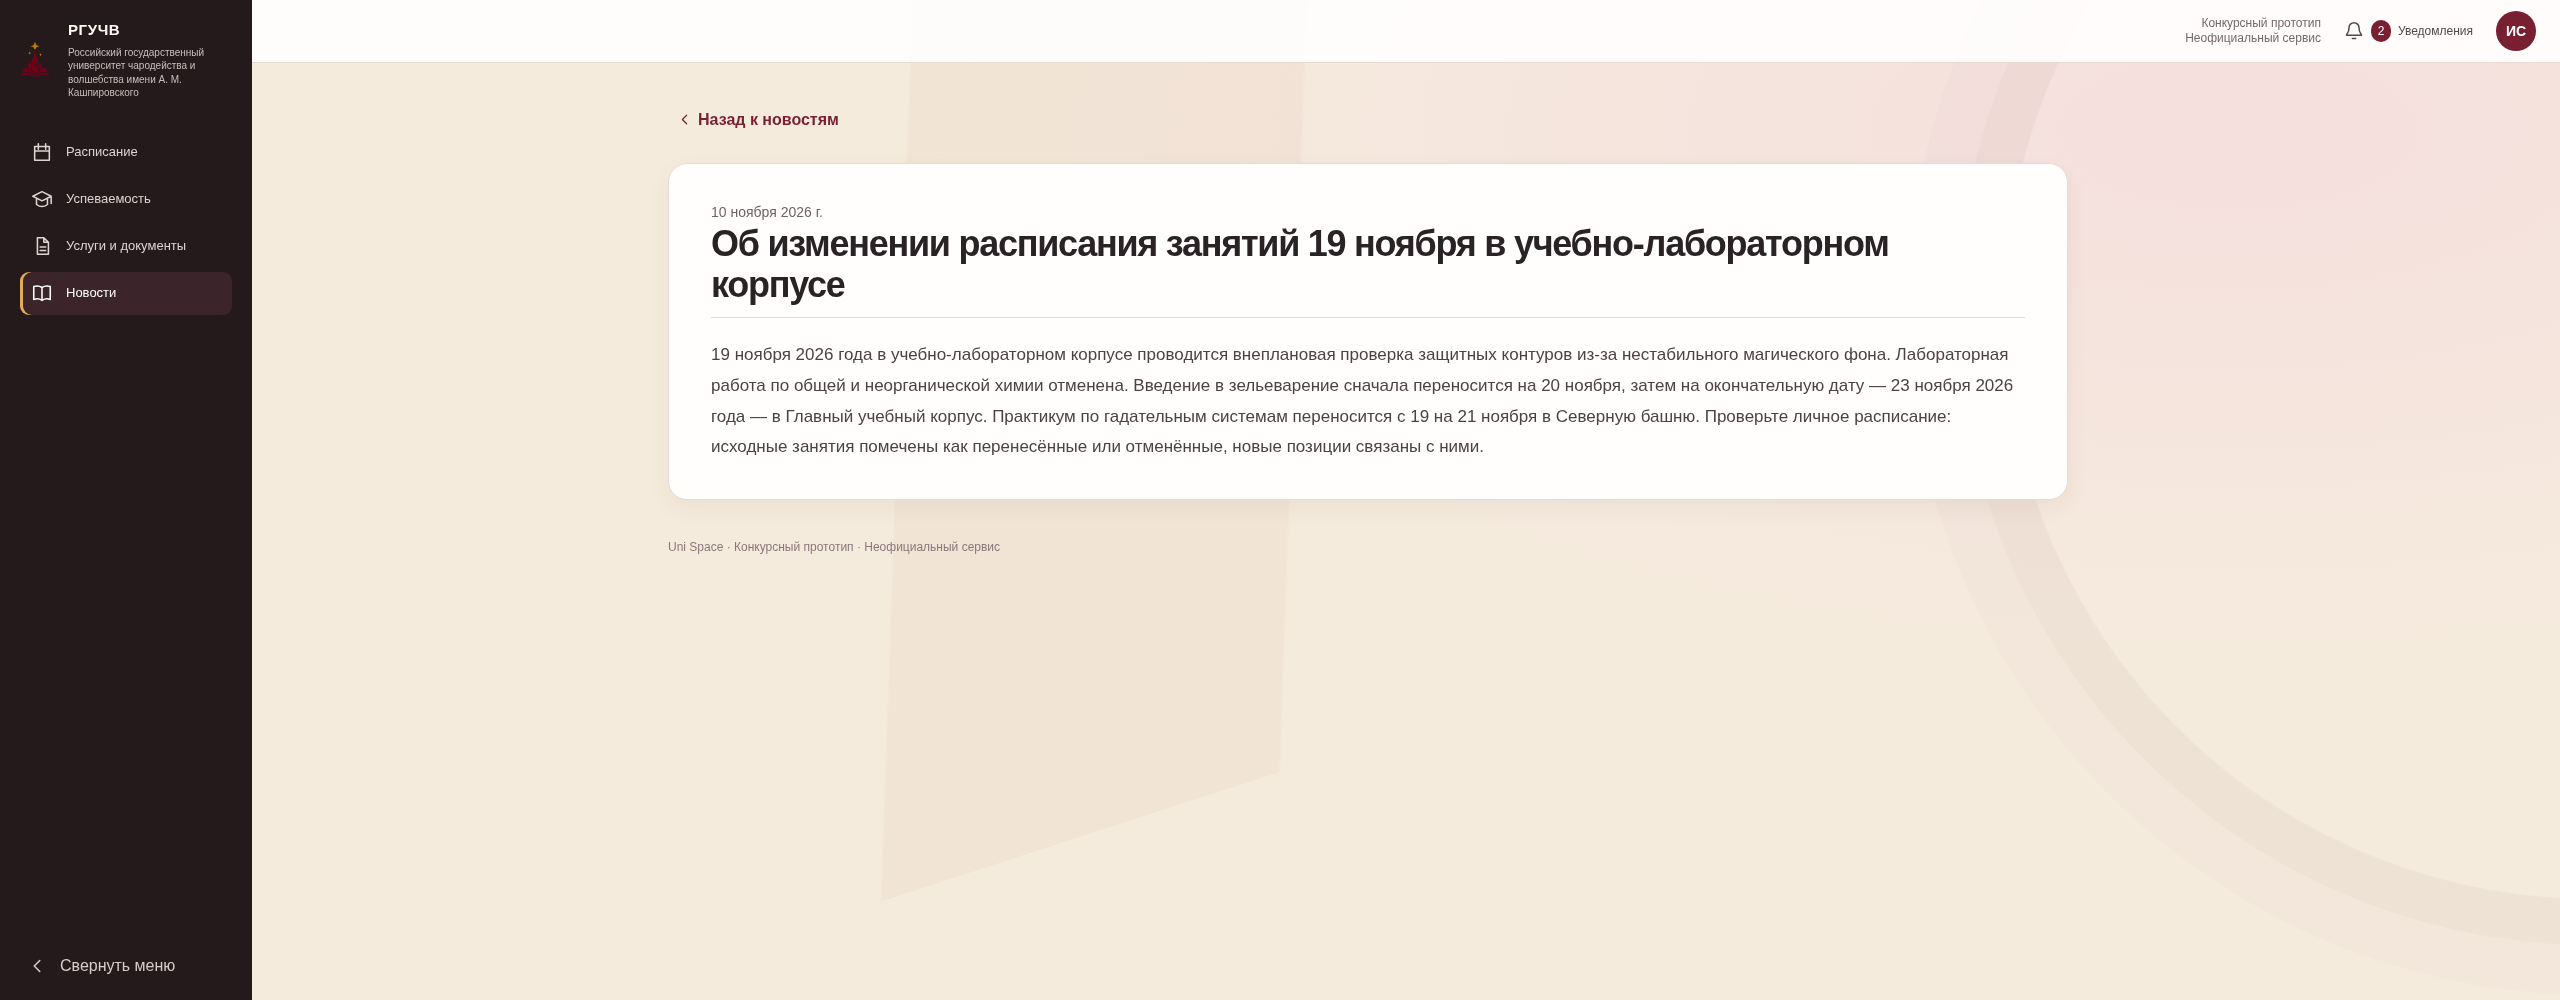 РГУЧВ
Российский государственный
университет чародейства и
волшебства имени А. М.
Кашпировского
Расписание
Успеваемость
Услуги и документы
Новости
Свернуть меню
Конкурсный прототип
Неофициальный сервис
2
Уведомления
ИС
Назад к новостям
10 ноября 2026 г.
Об изменении расписания занятий 19 ноября в учебно-лабораторном
корпусе
19 ноября 2026 года в учебно-лабораторном корпусе проводится внеплановая проверка защитных контуров из-за нестабильного магического фона. Лабораторная
работа по общей и неорганической химии отменена. Введение в зельеварение сначала переносится на 20 ноября, затем на окончательную дату — 23 ноября 2026
года — в Главный учебный корпус. Практикум по гадательным системам переносится с 19 на 21 ноября в Северную башню. Проверьте личное расписание:
исходные занятия помечены как перенесённые или отменённые, новые позиции связаны с ними.
Uni Space · Конкурсный прототип · Неофициальный сервис